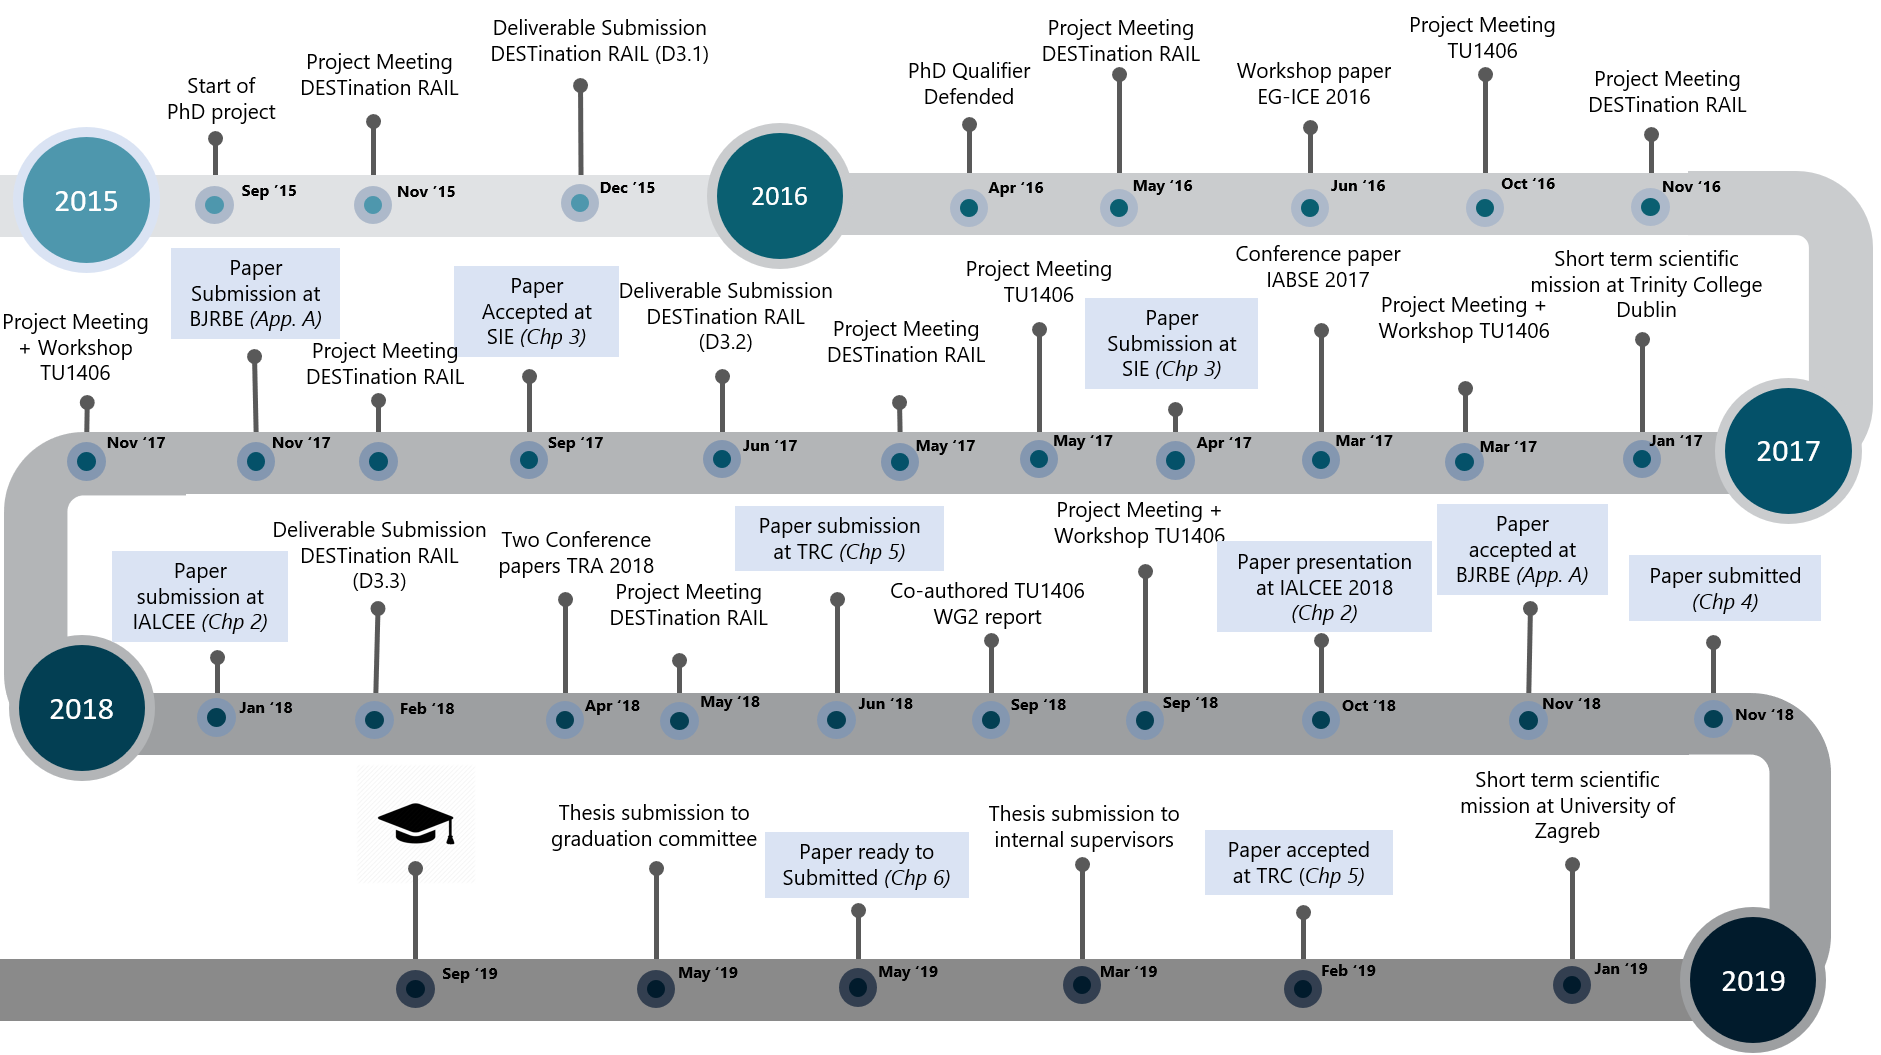 Start of
PhD project
Project Meeting
DESTination RAIL
Deliverable Submission
DESTination RAIL (D3.1)
PhD Qualifier
Defended
Project Meeting
DESTination RAIL
Workshop paper
EG-ICE 2016
Project Meeting
TU1406
Project Meeting
DESTination RAIL
2015
Sep ‘15
Nov ‘15
Dec ‘15
2016
Apr ‘16
May ‘16
Jun ‘16
Oct ‘16
Nov ‘16
Project Meeting
+ Workshop
TU1406
Paper
Submission at
BJRBE (App. A)
Project Meeting
DESTination RAIL
Paper
Accepted at
SIE (Chp 3)
Deliverable Submission
DESTination RAIL
(D3.2)
Project Meeting
DESTination RAIL
Project Meeting
TU1406
Paper
Submission at
SIE (Chp 3)
Conference paper
IABSE 2017
Project Meeting +
Workshop TU1406
Short term scientific
mission at Trinity College
Dublin
Nov ‘17
Nov ‘17
Sep ‘17
Jun ‘17
May ‘17
May ‘17
Apr ‘17
Mar ‘17
Mar ‘17
Jan ‘17
2017
Paper
submission at
IALCEE (Chp 2)
Deliverable Submission
DESTination RAIL
(D3.3)
Two Conference
papers TRA 2018
Project Meeting
DESTination RAIL
Paper submission
at TRC (Chp 5)
Co-authored TU1406
WG2 report
Project Meeting +
Workshop TU1406
Paper presentation
at IALCEE 2018
(Chp 2)
Paper
accepted at
BJRBE (App. A)
Paper submitted
(Chp 4)
2018
Jan ‘18
Feb ‘18
Apr ‘18
May ‘18
Jun ‘18
Sep ‘18
Sep ‘18
Oct ‘18
Nov ‘18
Nov ‘18
Thesis submission to
graduation committee
Paper ready to
Submitted (Chp 6)
Thesis submission to
internal supervisors
Paper accepted
at TRC (Chp 5)
Short term scientific
mission at University of
Zagreb
Sep ‘19
May ‘19
May ‘19
Mar ‘19
Feb ‘19
Jan ‘19
2019